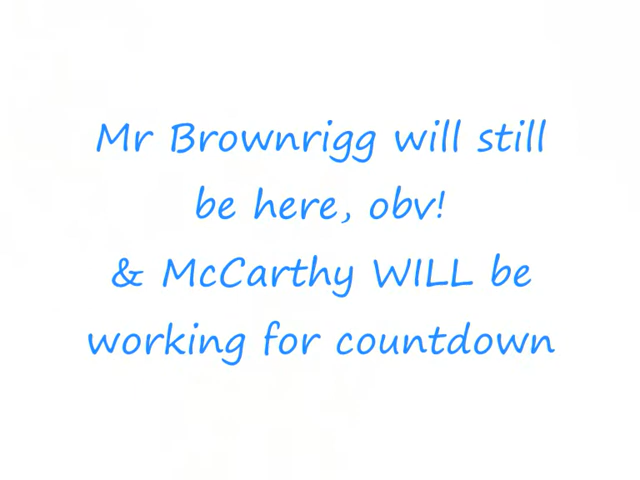 Mr Brownrigg will still
be here, obv!
& McCarthy WILL be
working for countdown